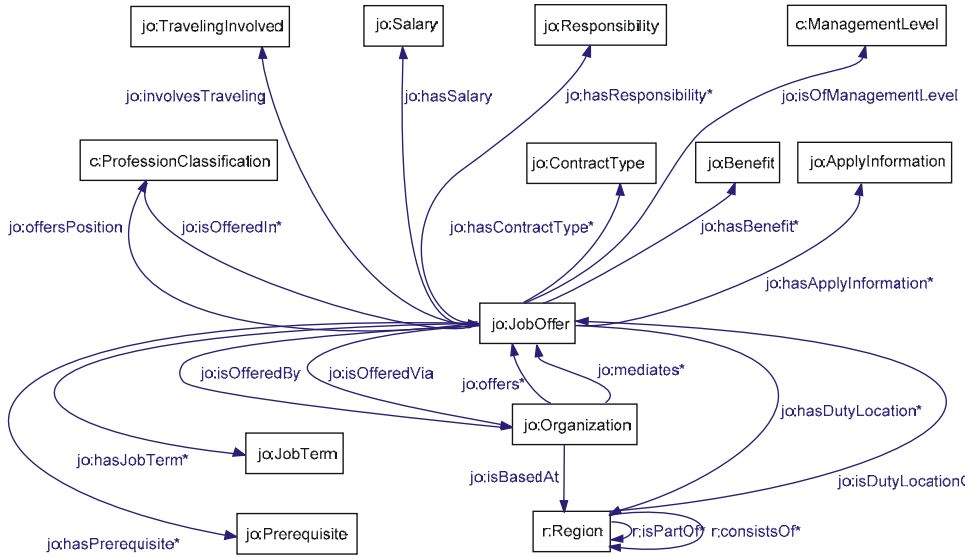 jo:TravelingInvolved
jo:Salary
jo:Responsibility
c:ManagementLevel
jo:involvesTraveling
jo:hasSalary
jo:hasResponsibility*
jo:isOfManagementLevel
c:ProfessionClassification
jo:ContractType
jo:Benefit
jo:ApplyInformation
jo:offersPosition
jo:isOfferedIn*
jo:hasContractType*
jo:hasBenefit*
jo:hasApplyInformation*
jo:JobOffer
jo:isOfferedBy
jo:isOfferedVia
jo:offers*
jo:mediates*
jo:Organization
jo:hasDutyLocation*
jo:hasJobTerm*
jo:JobTerm
jo:isBasedAt
jo:isDutyLocationO
jo:hasPrerequisite*
jo:Prerequisite
r:Region
r:isPartOf*
r:consistsOf*